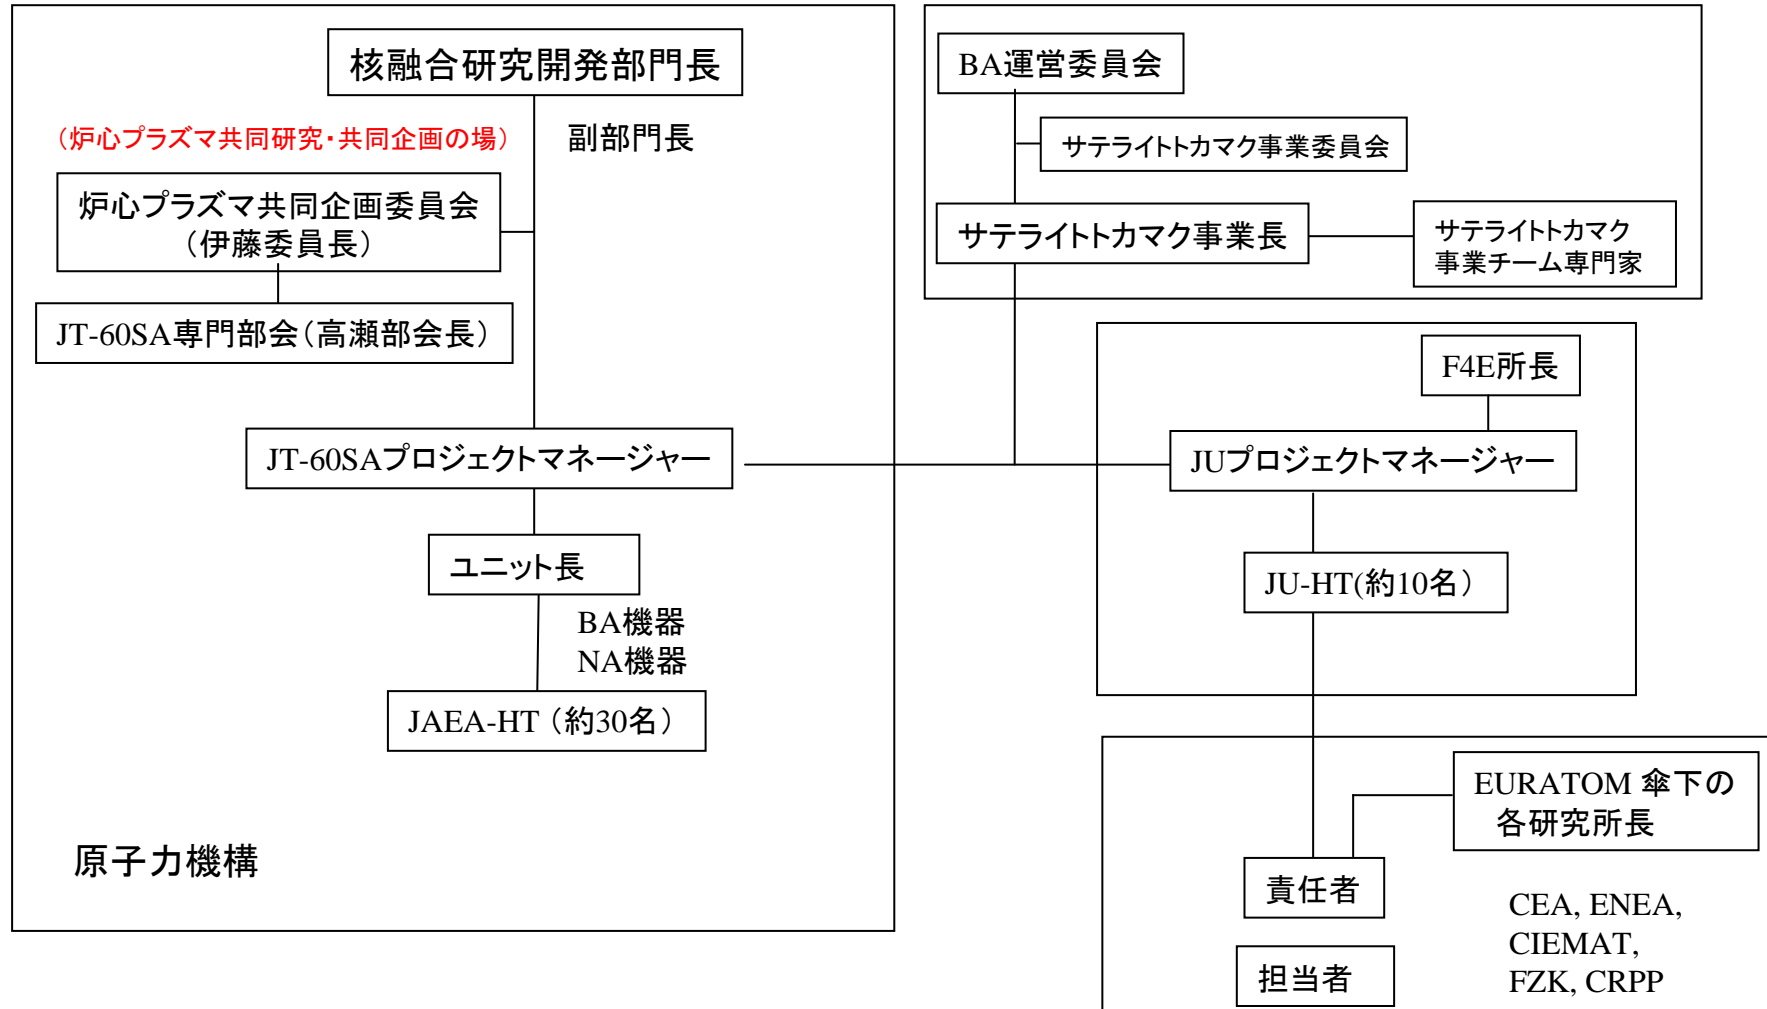 核融合研究開発部門長
（炉心プラズマ共同研究・共同企画の場）
副部門長
炉心プラズマ共同企画委員会
（伊藤委員長）
JT-60SA専門部会（高瀬部会長）
JT-60SAプロジェクトマネージャー
ユニット長
BA機器
NA機器
JAEA-HT（約30名）
原子力機構
BA運営委員会
サテライトトカマク事業委員会
サテライトトカマク事業長
サテライトトカマク
事業チーム専門家
F4E所長
JUプロジェクトマネージャー
JU-HT(約10名）
EURATOM 傘下の
各研究所長
責任者
担当者
CEA, ENEA,
CIEMAT,
FZK, CRPP